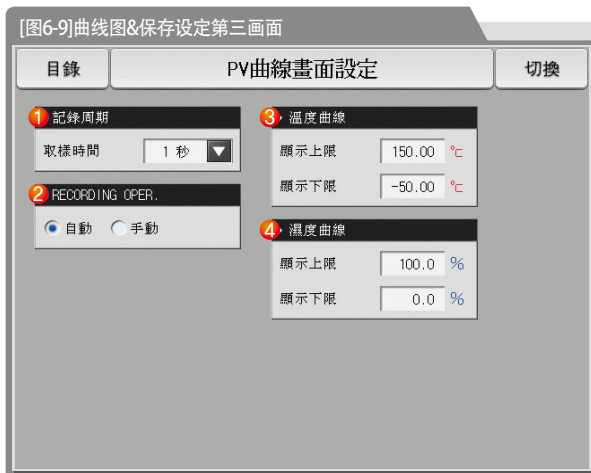 [图6-9]曲线图&保存设定第三画面
目錄 PV曲線畫面設定 切換
1 記錄周期
取樣時間 1 秒
2 RECORDING OPER.
自動 手動
3 溫度曲線
顯示上限 150.00 ℃
顯示下限 -50.00 ℃
4 濕度曲線
顯示上限 100.0 %
顯示下限 0.0 %